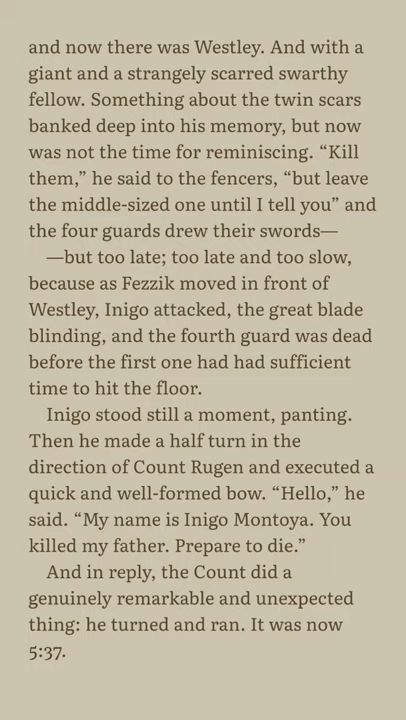 and now there was Westley. And with a
giant and a strangely scarred swarthy
fellow. Something about the twin scars
banked deep into his memory, but now
was not the time for reminiscing. “Kill
them,” he said to the fencers, “but leave
the middle-sized one until I tell you” and
the four guards drew their swords—
—but too late; too late and too slow,
because as Fezzik moved in front of
Westley, Inigo attacked, the great blade
blinding, and the fourth guard was dead
before the first one had had sufficient
time to hit the floor.
Inigo stood still a moment, panting.
Then he made a half turn in the
direction of Count Rugen and executed a
quick and well-formed bow. “Hello,” he
said. “My name is Inigo Montoya. You
killed my father. Prepare to die.”
And in reply, the Count did a
genuinely remarkable and unexpected
thing: he turned and ran. It was now
5:37.